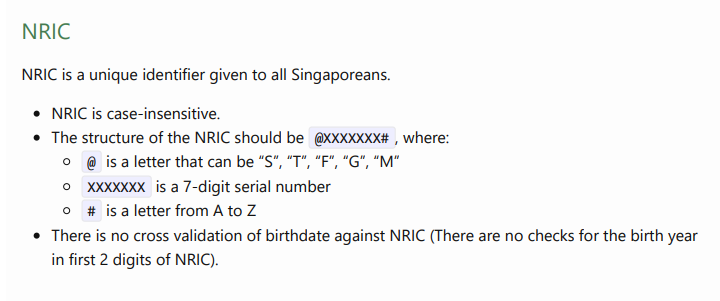 NRIC
NRIC is a unique identifier given to all Singaporeans.
• NRIC is case-insensitive.
• The structure of the NRIC should be @XXXXXXX# , where:
○ @ is a letter that can be “S”, “T”, “F”, “G”, “M”
○ XXXXXXX is a 7-digit serial number
○ # is a letter from A to Z
• There is no cross validation of birthdate against NRIC (There are no checks for the birth year
in first 2 digits of NRIC).